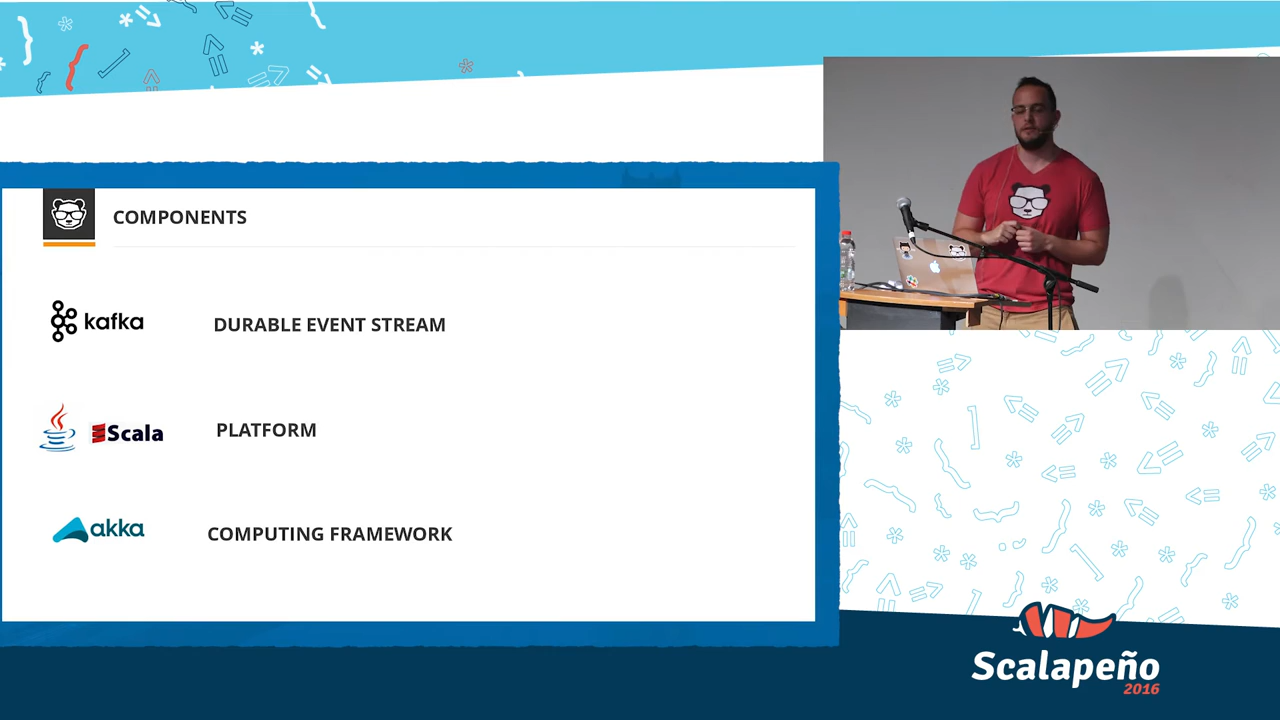 COMPONENTS
kafka
DURABLE EVENT STREAM
Scala
PLATFORM
akka
COMPUTING FRAMEWORK
Scalapeño
2016